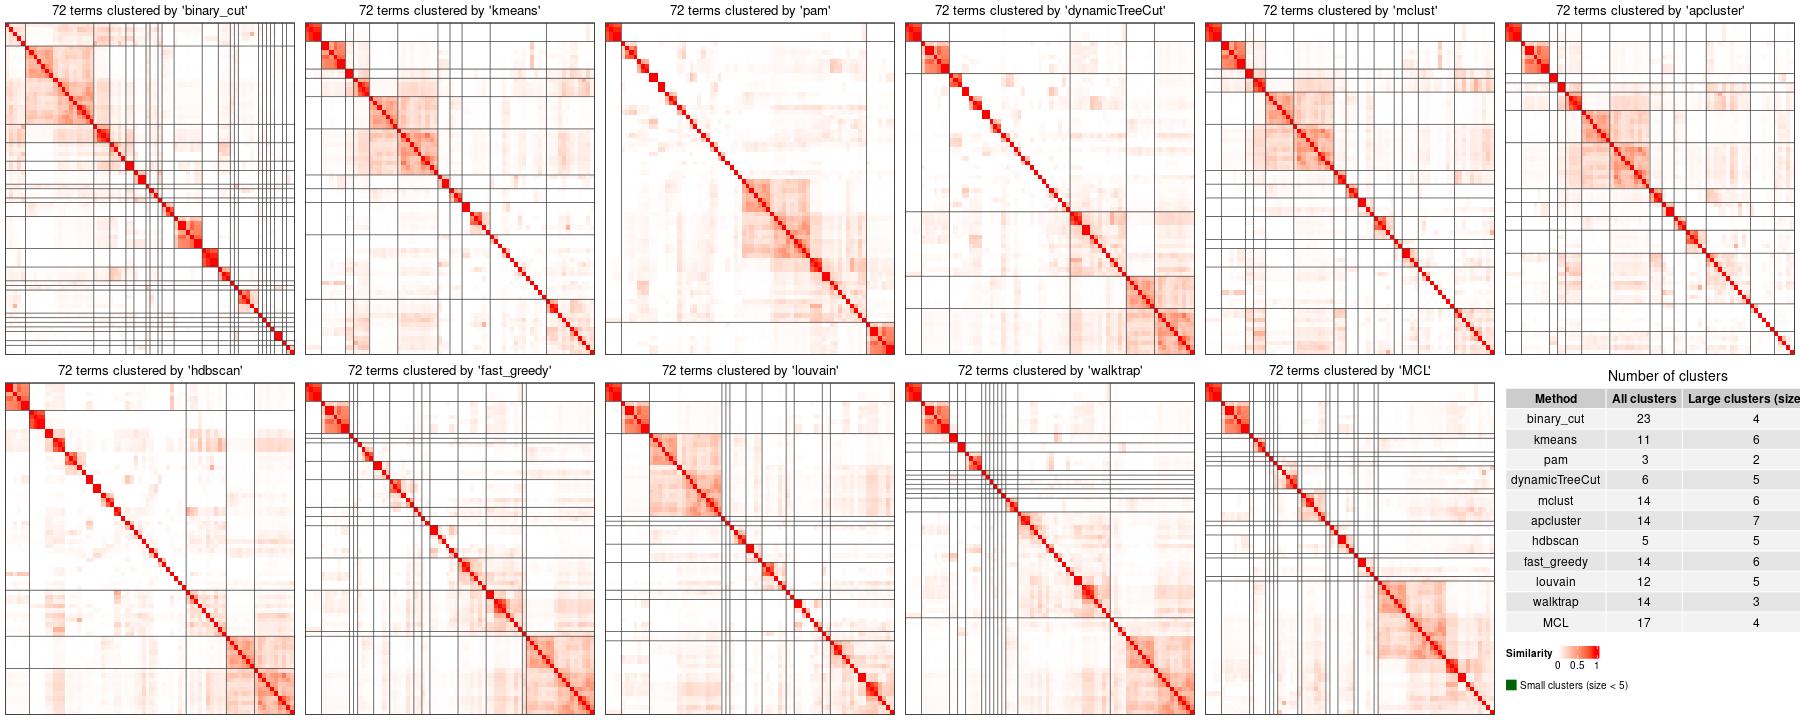 72 terms clustered by 'binary_cut'
72 terms clustered by 'kmeans'
72 terms clustered by 'pam'
72 terms clustered by 'dynamicTreeCut'
72 terms clustered by 'mclust'
72 terms clustered by 'apcluster'
72 terms clustered by 'hdbscan'
72 terms clustered by 'fast_greedy'
72 terms clustered by 'louvain'
72 terms clustered by 'walktrap'
72 terms clustered by 'MCL'
Number of clusters
Method All clusters Large clusters (size
binary_cut 23 4
kmeans 11 6
pam 3 2
dynamicTreeCut 6 5
mclust 14 6
apcluster 14 7
hdbscan 5 5
fast_greedy 14 6
louvain 12 5
walktrap 14 3
MCL 17 4
Similarity
0 0.5 1
Small clusters (size < 5)